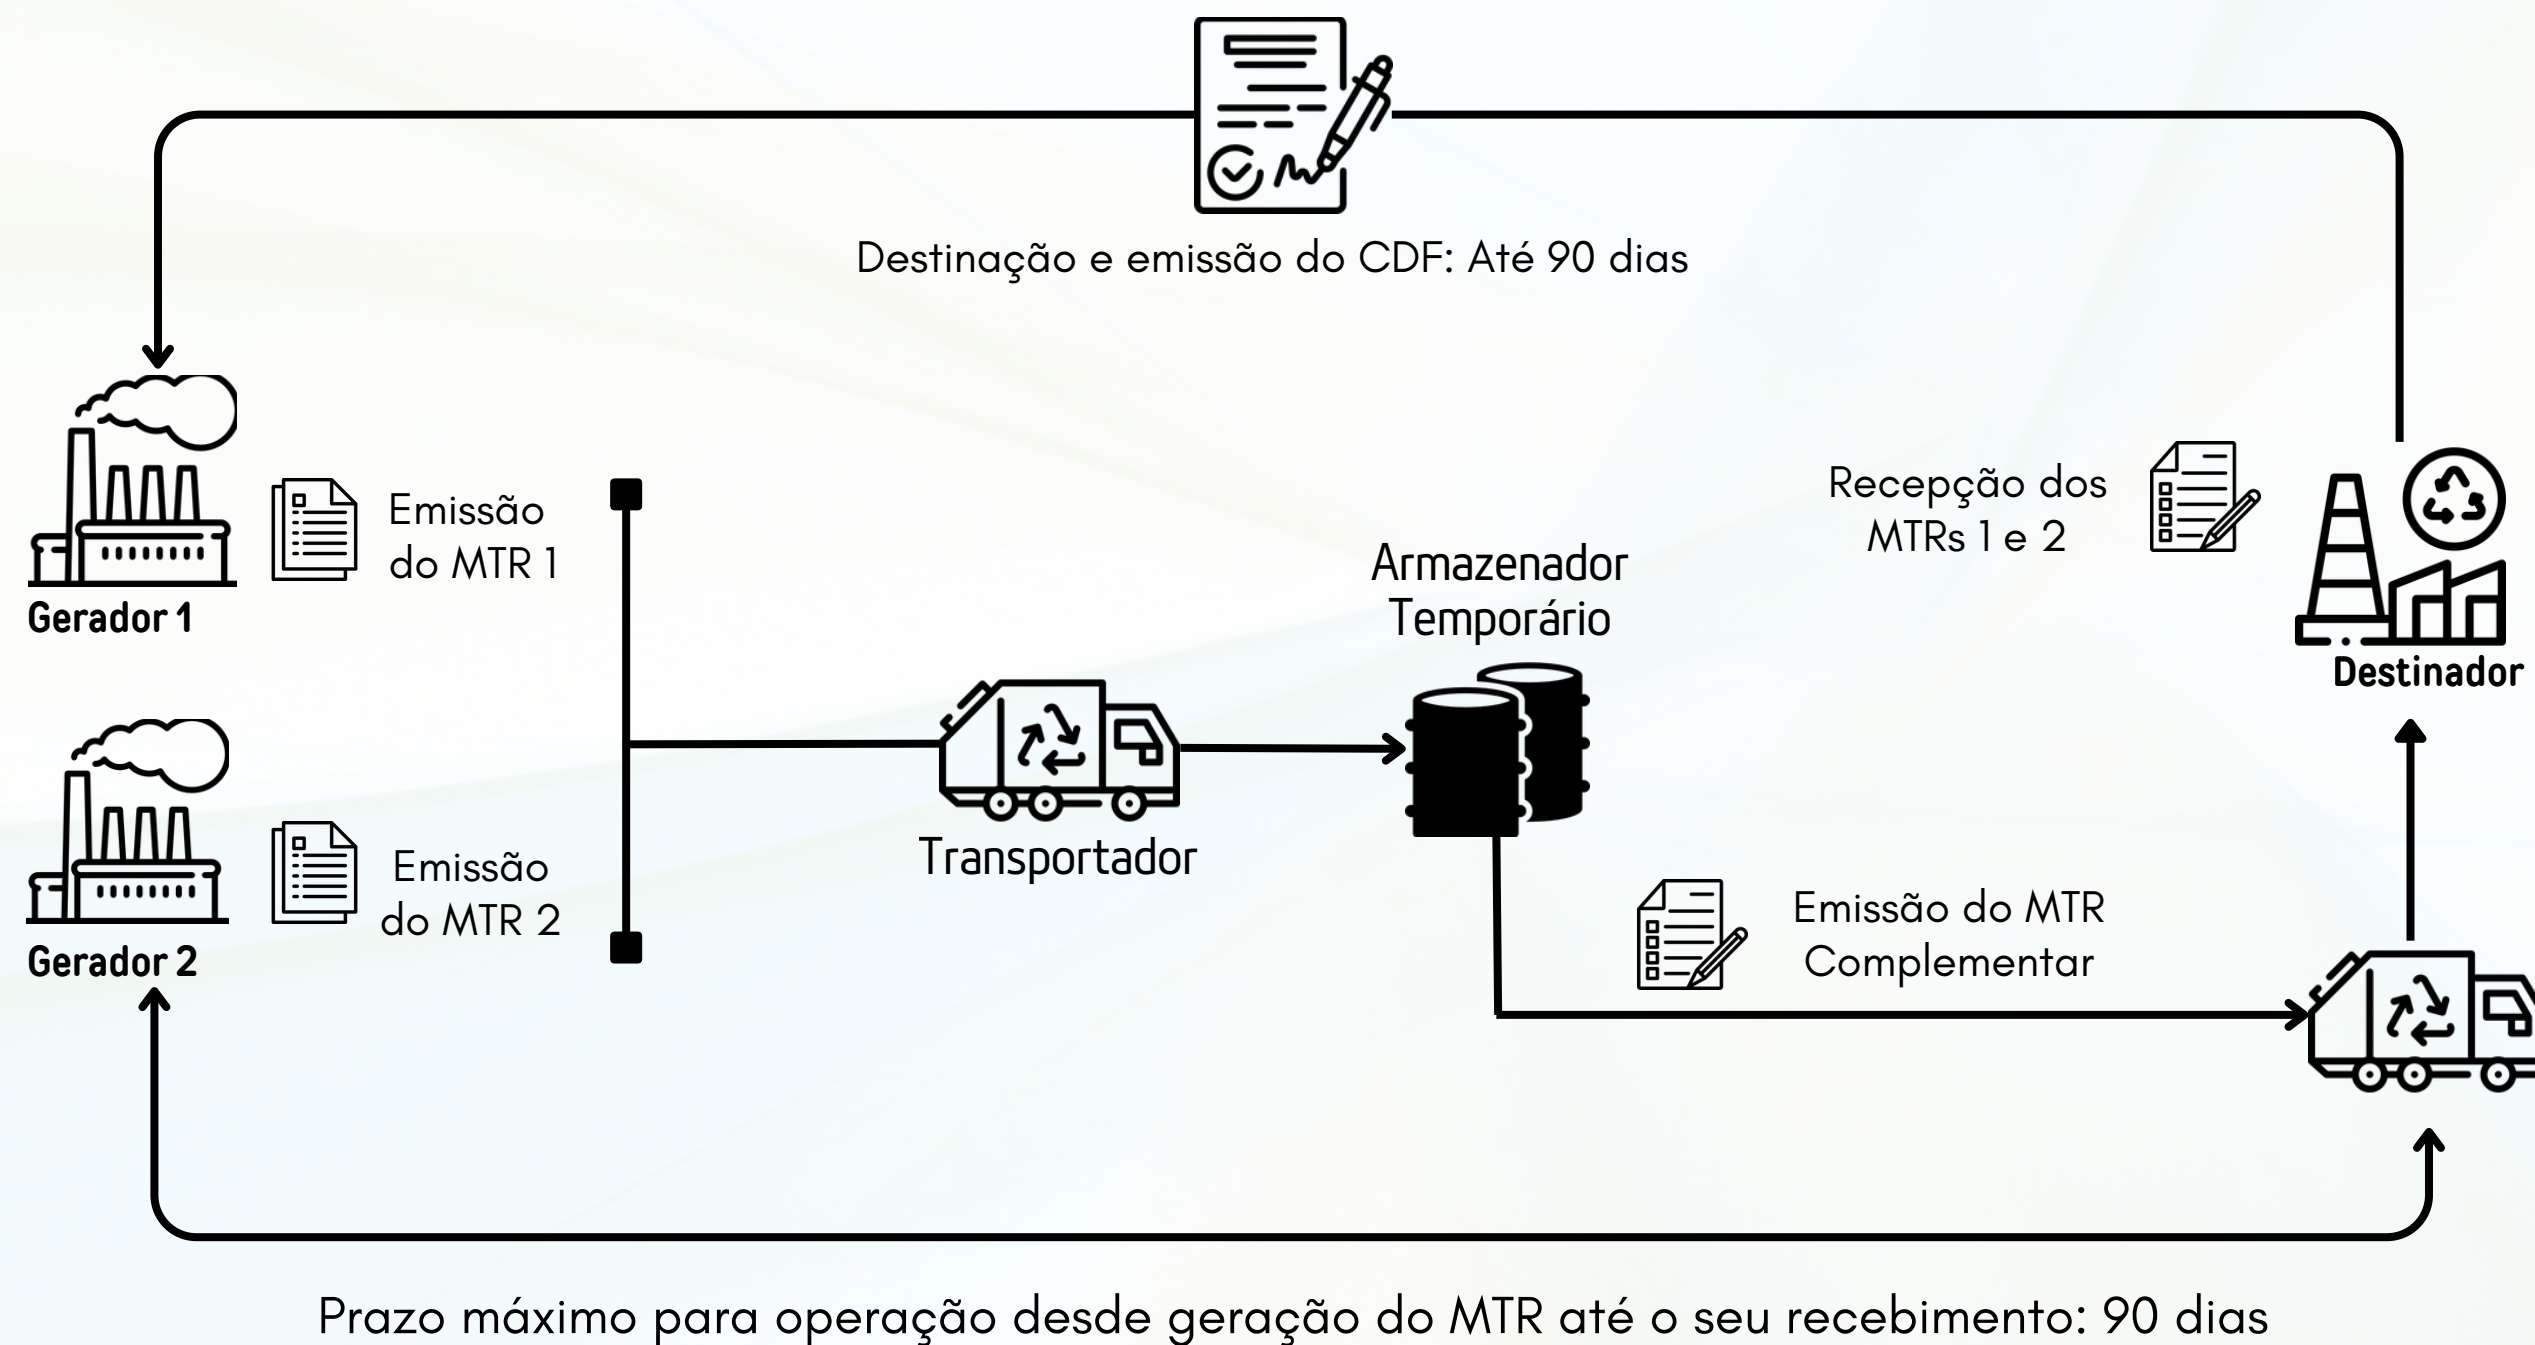 Destinação e emissão do CDF: Até 90 dias
Emissão
do MTR 1
Gerador 1
Recepção dos
MTRs 1 e 2
Armazenador
Temporário
Destinador
Transportador
Emissão
do MTR 2
Gerador 2
Emissão do MTR
Complementar
Prazo máximo para operação desde geração do MTR até o seu recebimento: 90 dias